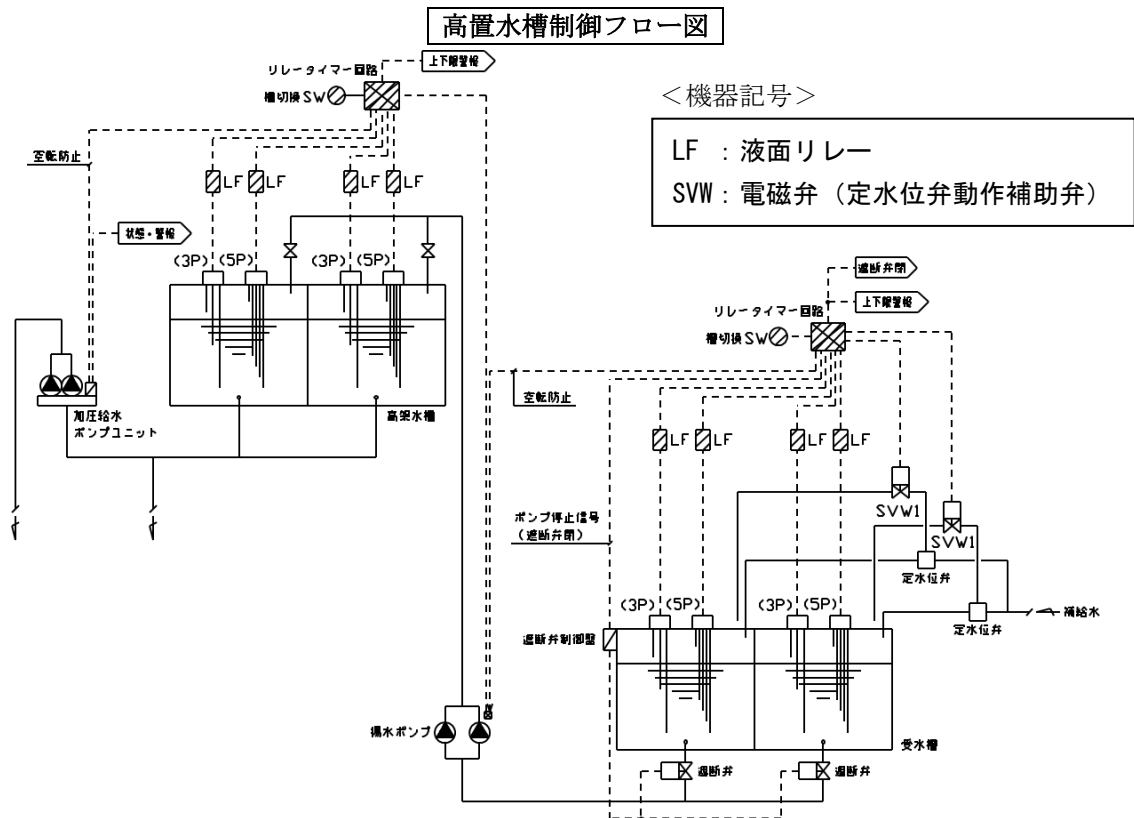 高置水槽制御フロー図
上下限警報
リレータイマー回路
槽切換SW
＜機器記号＞
LF ：液面リレー
SVW：電磁弁（定水位弁動作補助弁）
空転防止
LF
LF
LF
LF
状態・警報
(3P)
(5P)
(3P)
(5P)
遮断弁閉
上下限警報
リレータイマー回路
槽切換SW
空転防止
加圧給水
ポンプユニット
高架水槽
LF
LF
LF
LF
SVW1
SVW1
ポンプ停止信号
（遮断弁閉）
定水位弁
(3P)
(5P)
(3P)
(5P)
補給水
定水位弁
遮断弁制御盤
揚水ポンプ
受水槽
遮断弁
遮断弁